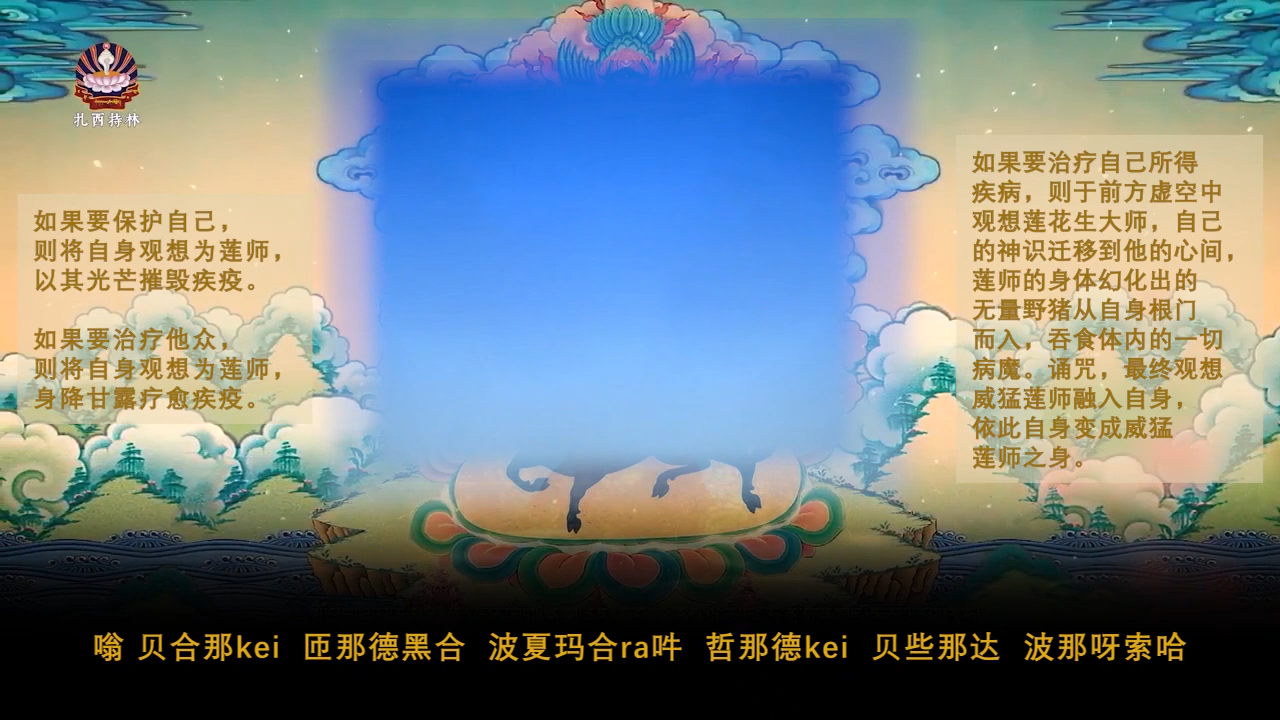 扎西持林
如果要保护自己，
则将自身观想为莲师，
以其光芒摧毁疾疫。
如果要治疗他众，
则将自身观想为莲师，
身降甘露疗愈疾疫。
如果要治疗自己所得
疾病，则于前方虚空中
观想莲花生大师，自己
的神识迁移到他的心间，
莲师的身体幻化出的
无量野猪从自身根门
而入，吞食体内的一切
病魔。诵咒，最终观想
威猛莲师融入自身，
依此自身变成威猛
莲师之身。
嗡 贝合那kei 匝那德黑合 波夏玛合ra吽 哲那德kei 贝些那达 波那呀索哈